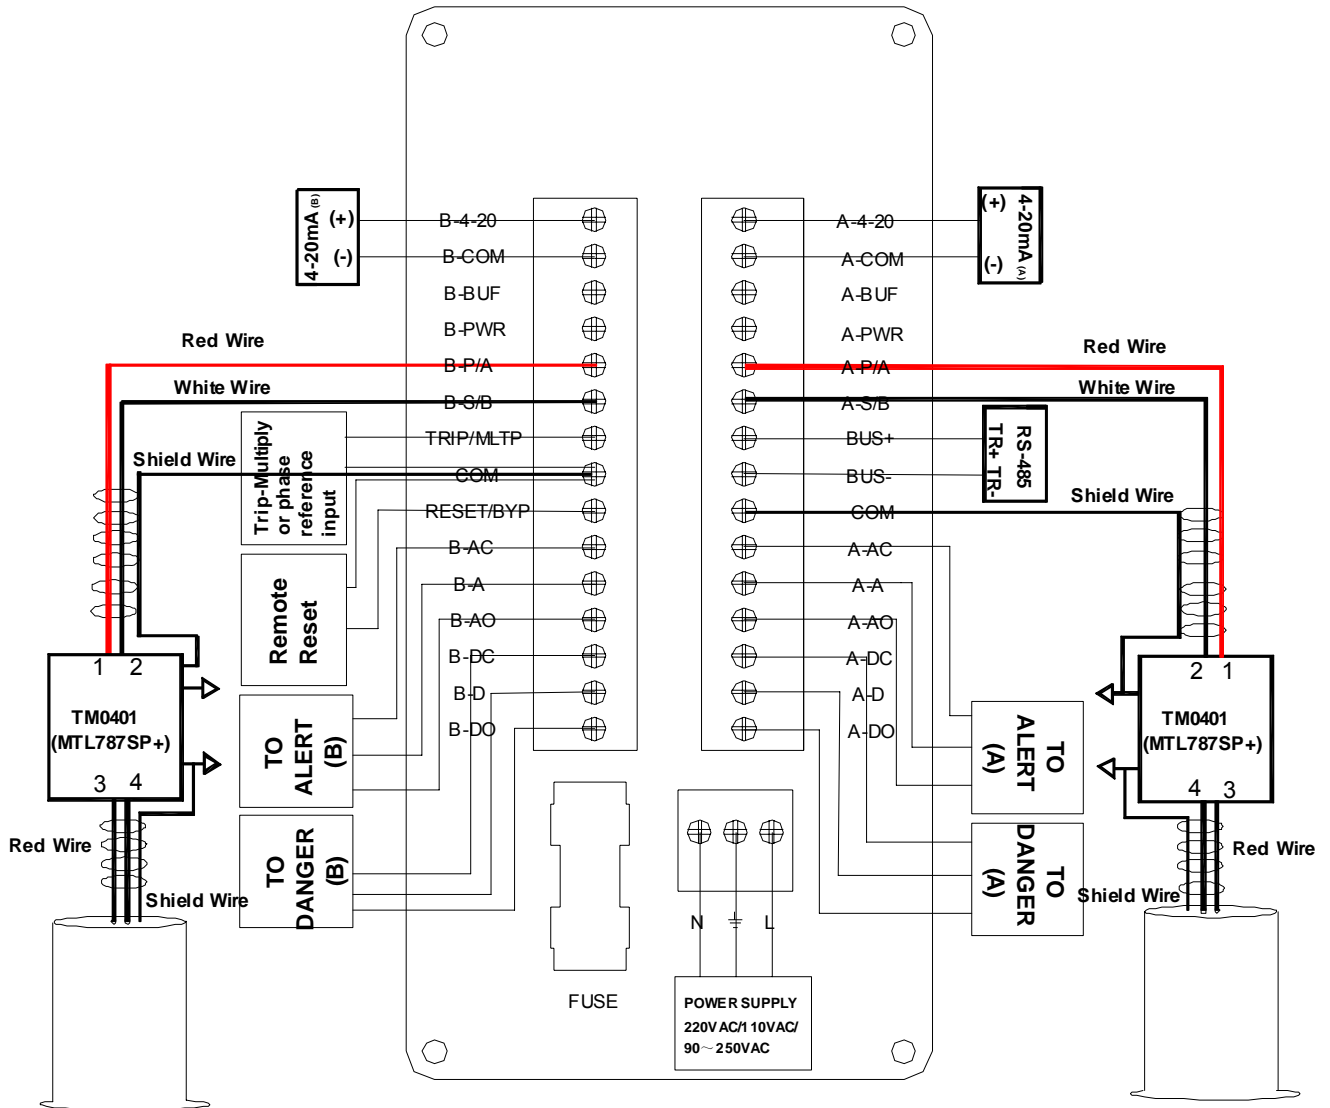 4-20mA (B)
(+)
(-)
B-4-20
B-COM
B-BUF
B-PWR
B-P/A
B-S/B
TRIP/MLTP
COM
RESET/BYP
B-AC
B-A
B-AO
B-DC
B-D
B-DO
A-4-20
A-COM
A-BUF
A-PWR
A-P/A
A-S/B
BUS+
BUS-
COM
A-AC
A-A
A-AO
A-DC
A-D
A-DO
(+)
(-)
4-20mA (A)
Red Wire
White Wire
Shield Wire
Trip-Multiply
or phase
reference
input
Remote
Reset
1 2
TM0401
(MTL787SP+)
3 4
Red Wire
Shield Wire
TO
ALERT
(B)
TO
DANGER
(B)
FUSE
N
L
POWER SUPPLY
220VAC/110VAC/
90～250VAC
Red Wire
White Wire
RS-485
TR+ TR-
Shield Wire
2 1
TM0401
(MTL787SP+)
4 3
Red Wire
Shield Wire
TO
ALERT
(A)
TO
DANGER
(A)